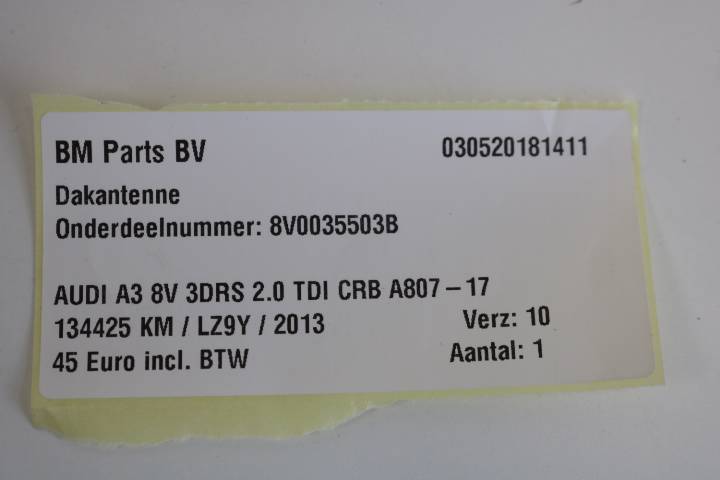 BM Parts BV 030520181411
Dakantenne
Onderdeelnummer: 8V0035503B
AUDI A3 8V 3DRS 2.0 TDI CRB A807-17
134425 KM / LZ9Y / 2013 Verz: 10
45 Euro incl. BTW Aantal: 1